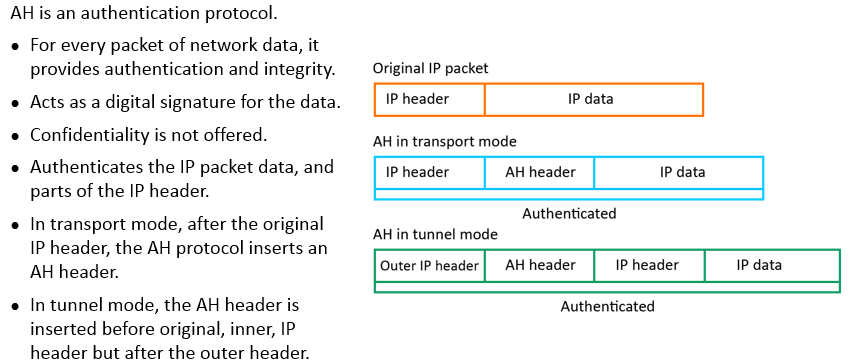 AH is an authentication protocol.
● For every packet of network data, it
provides authentication and integrity.
● Acts as a digital signature for the data.
● Confidentiality is not offered.
● Authenticates the IP packet data, and
parts of the IP header.
● In transport mode, after the original
IP header, the AH protocol inserts an
AH header.
● In tunnel mode, the AH header is
inserted before original, inner, IP
header but after the outer header.
Original IP packet
IP header IP data
AH in transport mode
IP header AH header IP data
Authenticated
AH in tunnel mode
Outer IP header AH header IP header IP data
Authenticated